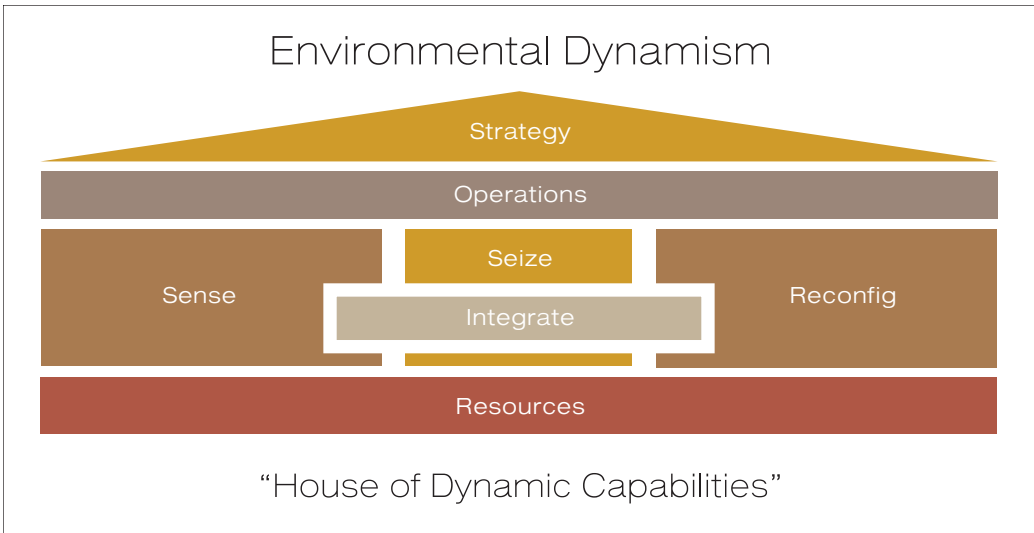 Environmental Dynamism
Strategy
Operations
Seize
Sense
Reconfig
Integrate
Resources
“House of Dynamic Capabilities”